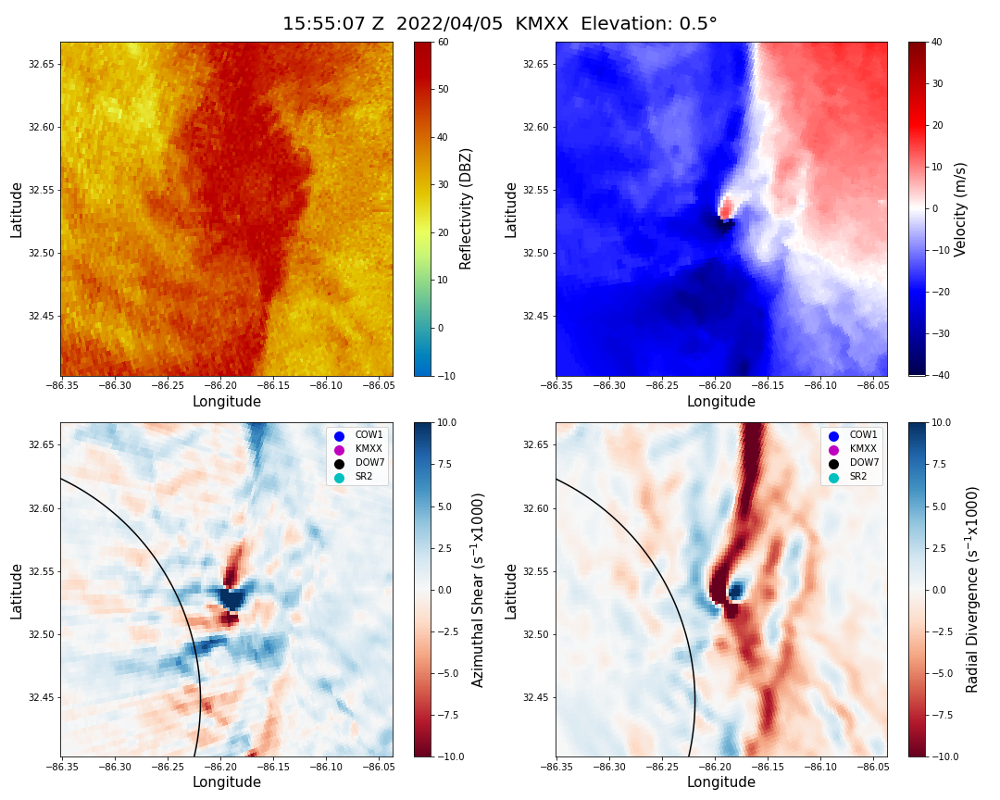 15:55:07 Z 2022/04/05 KMXX Elevation: 0.5°
32.65
32.60
32.55
32.50
32.45
Latitude
−86.35 −86.30 −86.25 −86.20 −86.15 −86.10 −86.05
Longitude
60
50
40
30
20
10
0
−10
Reflectivity (DBZ)
32.65
32.60
32.55
32.50
32.45
Latitude
−86.35 −86.30 −86.25 −86.20 −86.15 −86.10 −86.05
Longitude
40
30
20
10
0
−10
−20
−30
−40
Velocity (m/s)
32.65
32.60
32.55
32.50
32.45
Latitude
COW1
KMXX
DOW7
SR2
−86.35 −86.30 −86.25 −86.20 −86.15 −86.10 −86.05
Longitude
10.0
7.5
5.0
2.5
0.0
−2.5
−5.0
−7.5
−10.0
Azimuthal Shear (s⁻¹x1000)
32.65
32.60
32.55
32.50
32.45
Latitude
COW1
KMXX
DOW7
SR2
−86.35 −86.30 −86.25 −86.20 −86.15 −86.10 −86.05
Longitude
10.0
7.5
5.0
2.5
0.0
−2.5
−5.0
−7.5
−10.0
Radial Divergence (s⁻¹x1000)